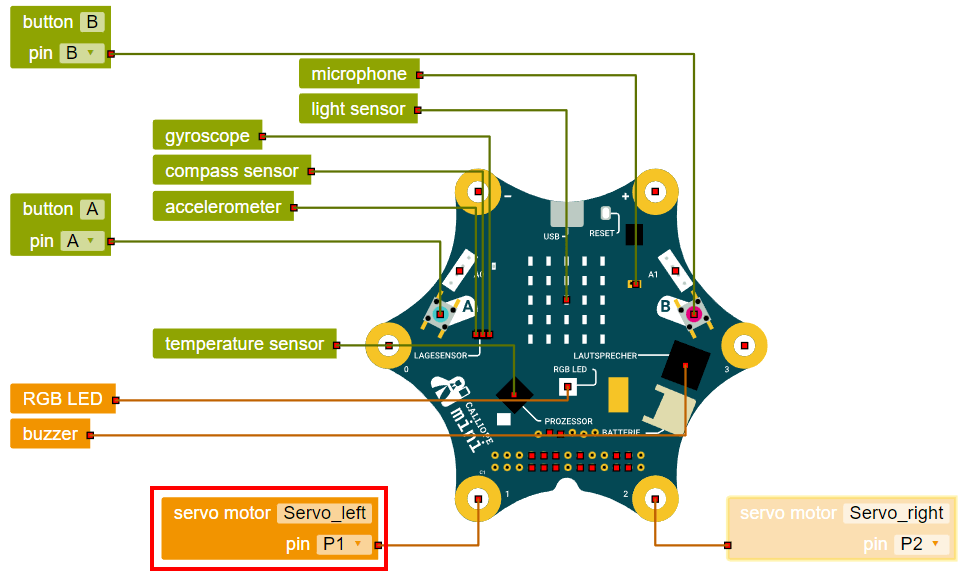 button B
pin B
microphone
light sensor
gyroscope
compass sensor
accelerometer
button A
pin A
−
+
USB
RESET
A0
A1
A
B
temperature sensor
LAGESENSOR
LAUTSPRECHER
0
3
RGB LED
RGB LED
buzzer
CALLIOPE
mini
PROZESSOR
BATTERIE
C1
1
2
servo motor Servo_left
pin P1
servo motor Servo_right
pin P2